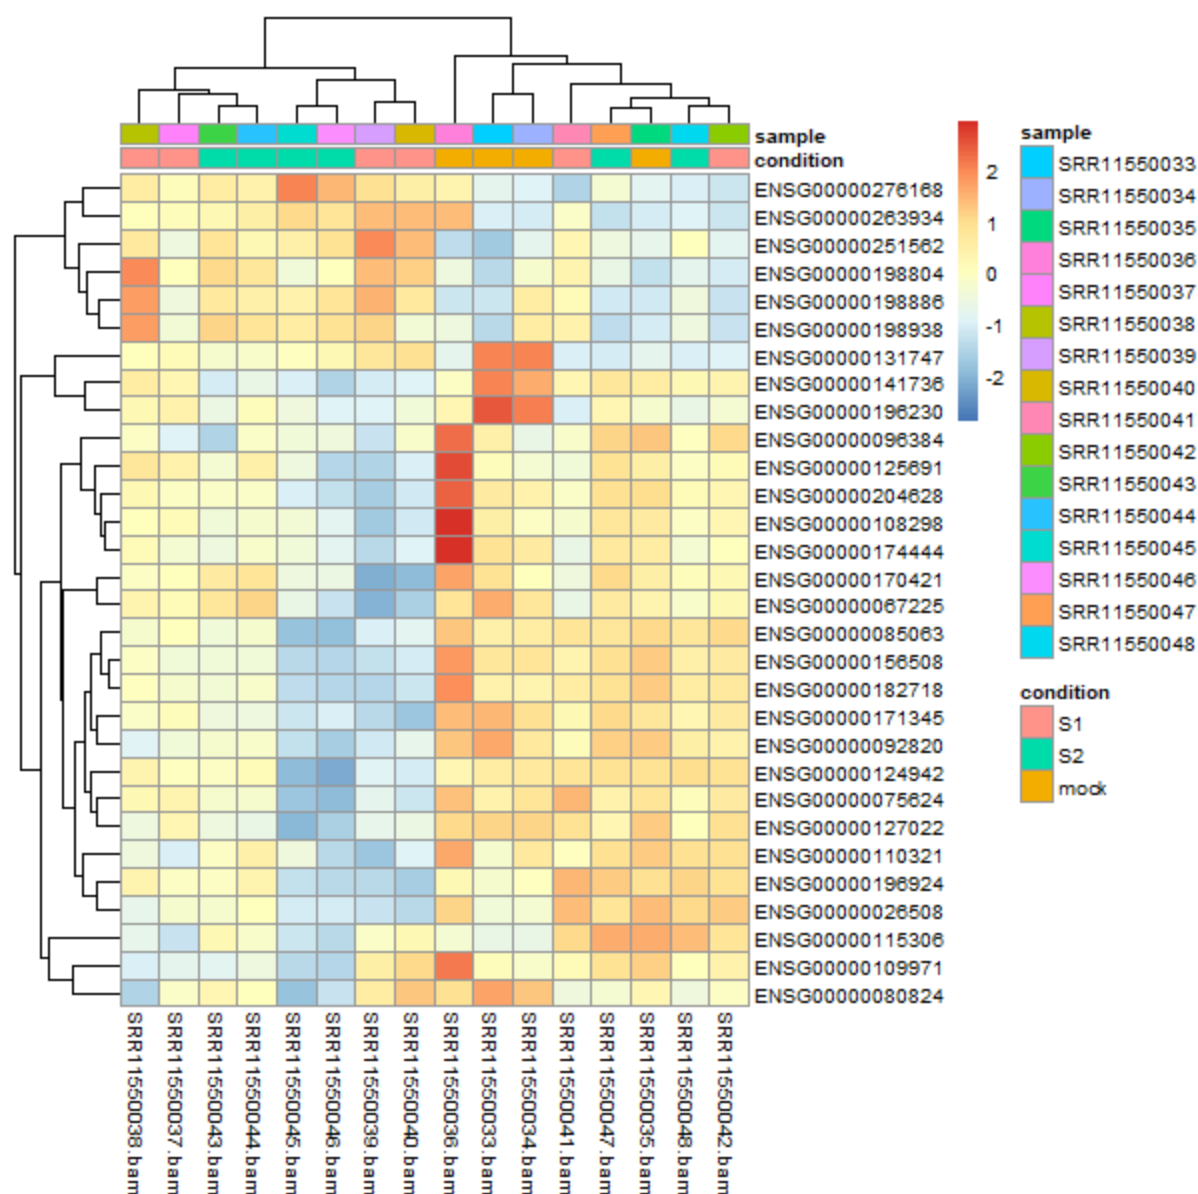 sample
condition
ENSG00000276168
ENSG00000263934
ENSG00000251562
ENSG00000198804
ENSG00000198886
ENSG00000198938
ENSG00000131747
ENSG00000141736
ENSG00000196230
ENSG00000096384
ENSG00000125691
ENSG00000204628
ENSG00000108298
ENSG00000174444
ENSG00000170421
ENSG00000067225
ENSG00000085063
ENSG00000156508
ENSG00000182718
ENSG00000171345
ENSG00000092820
ENSG00000124942
ENSG00000075624
ENSG00000127022
ENSG00000110321
ENSG00000196924
ENSG00000026508
ENSG00000115306
ENSG00000109971
ENSG00000080824
SRR11550038.bam
SRR11550037.bam
SRR11550043.bam
SRR11550044.bam
SRR11550045.bam
SRR11550046.bam
SRR11550039.bam
SRR11550040.bam
SRR11550036.bam
SRR11550033.bam
SRR11550034.bam
SRR11550041.bam
SRR11550047.bam
SRR11550035.bam
SRR11550048.bam
SRR11550042.bam
2
1
0
-1
-2
sample
SRR11550033
SRR11550034
SRR11550035
SRR11550036
SRR11550037
SRR11550038
SRR11550039
SRR11550040
SRR11550041
SRR11550042
SRR11550043
SRR11550044
SRR11550045
SRR11550046
SRR11550047
SRR11550048
condition
S1
S2
mock